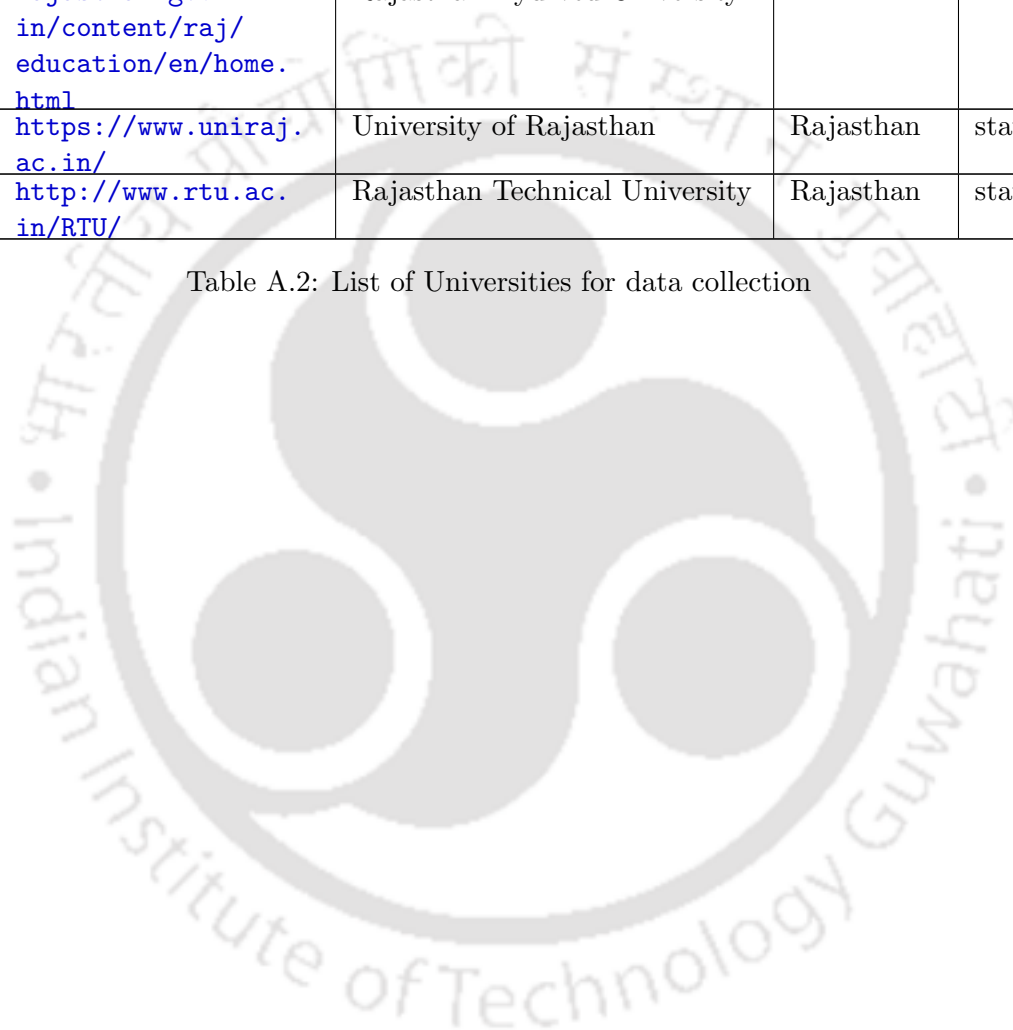 in/content/raj/
education/en/home.
html
https://www.uniraj. University of Rajasthan Rajasthan
ac.in/
http://www.rtu.ac. Rajasthan Technical University Rajasthan
in/RTU/
Table A.2: List of Universities for data collection
Indian Institute of Technology Guwahati